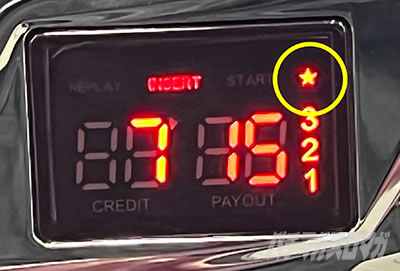 REPLAY INSERT START ★
7 15 3
2
1
CREDIT PAYOUT